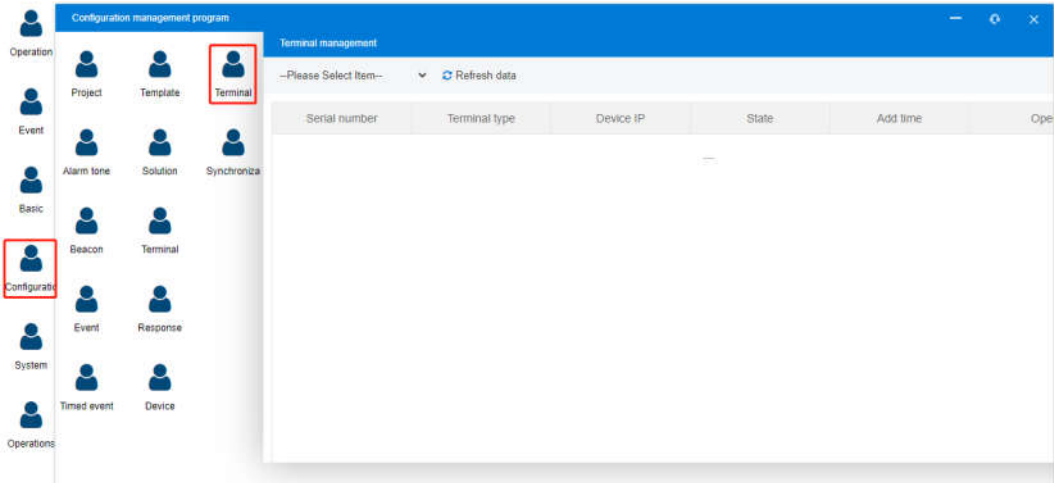 Operation
Event
Basic
Configuratio
System
Operations
Configuration management program
Project
Template
Terminal
Alarm tone
Solution
Synchroniza
Beacon
Terminal
Event
Response
Timed event
Device
Terminal management
--Please Select Item--
Refresh data
Serial number
Terminal type
Device IP
State
Add time
Ope